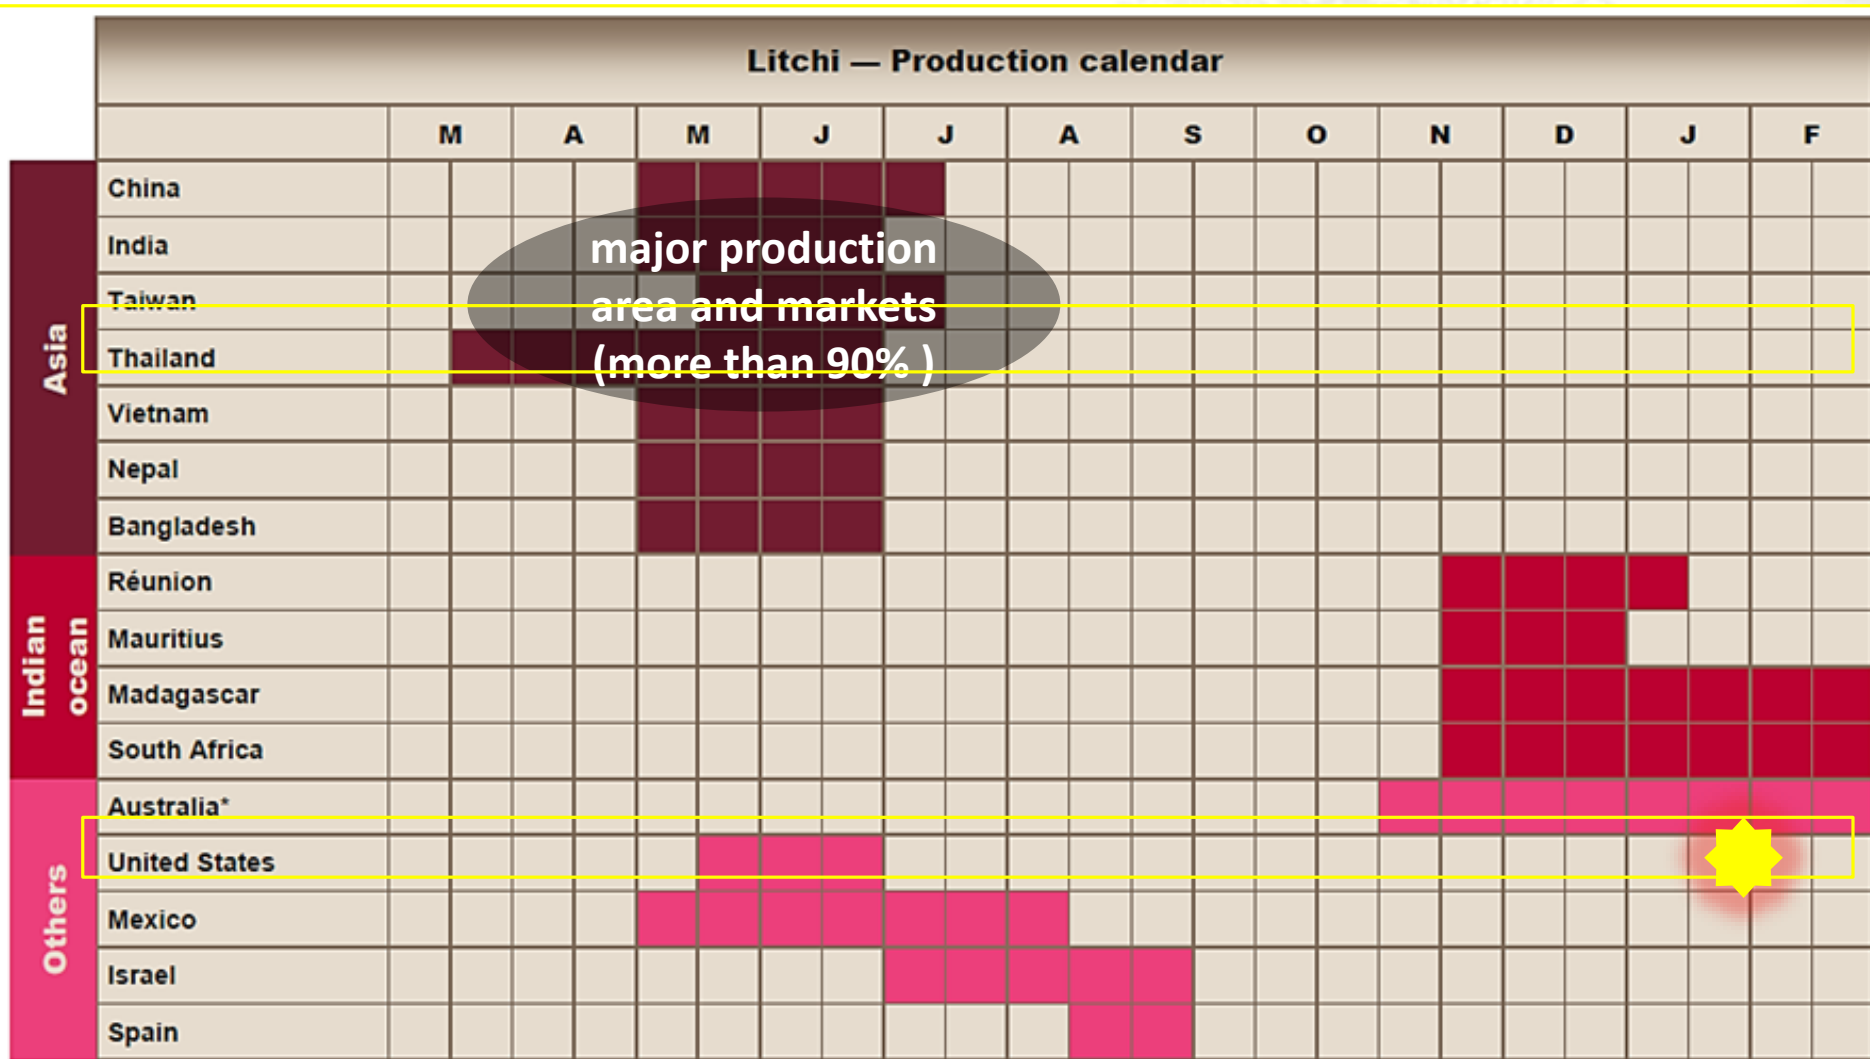 Litchi — Production calendar
M A M J J A S O N D J F
Asia
China
India
Taiwan
Thailand
Vietnam
Nepal
Bangladesh
major production
area and markets
(more than 90% )
Indian
ocean
Réunion
Mauritius
Madagascar
South Africa
Others
Australia*
United States
Mexico
Israel
Spain